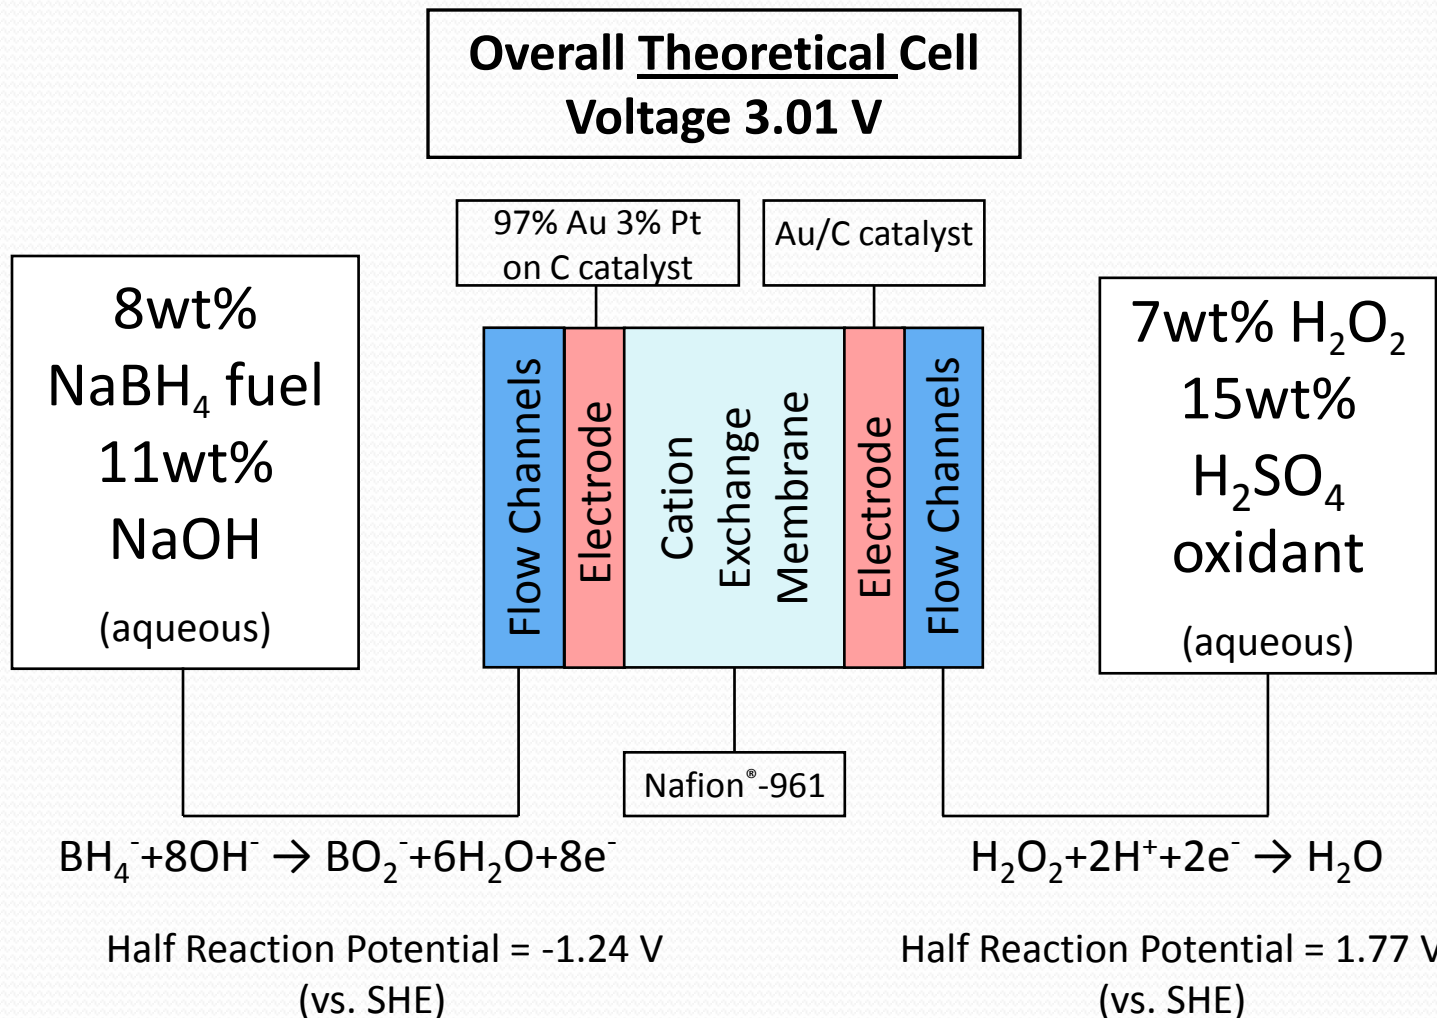 Overall Theoretical Cell
Voltage 3.01 V
97% Au 3% Pt
on C catalyst
Au/C catalyst
8wt%
NaBH₄ fuel
11wt%
NaOH
(aqueous)
Flow Channels
Electrode
Cation
Exchange
Membrane
Electrode
Flow Channels
7wt% H₂O₂
15wt%
H₂SO₄
oxidant
(aqueous)
Nafion®-961
BH₄⁻+8OH⁻ → BO₂⁻+6H₂O+8e⁻
H₂O₂+2H⁺+2e⁻ → H₂O
Half Reaction Potential = -1.24 V
(vs. SHE)
Half Reaction Potential = 1.77 V
(vs. SHE)